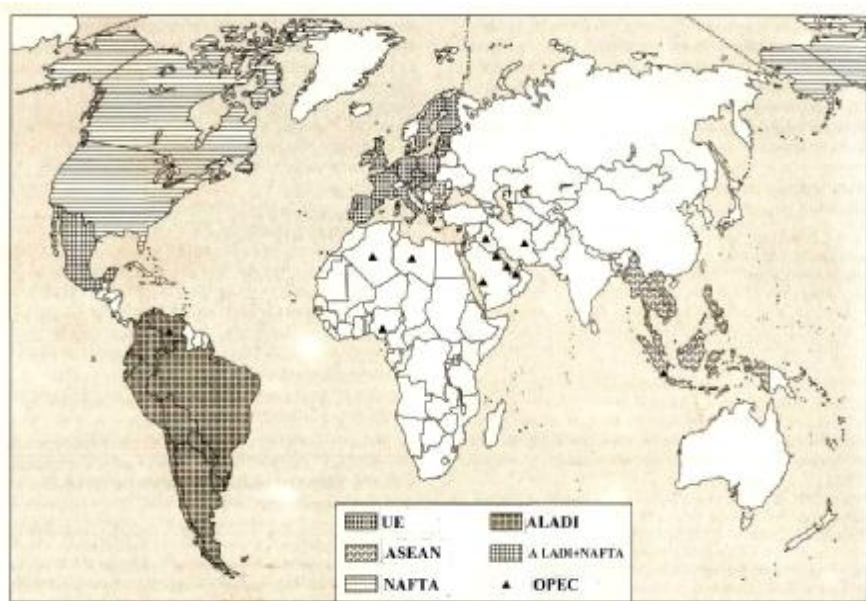 UE
ALADI
ASEAN
A LADI+NAFTA
NAFTA
OPEC